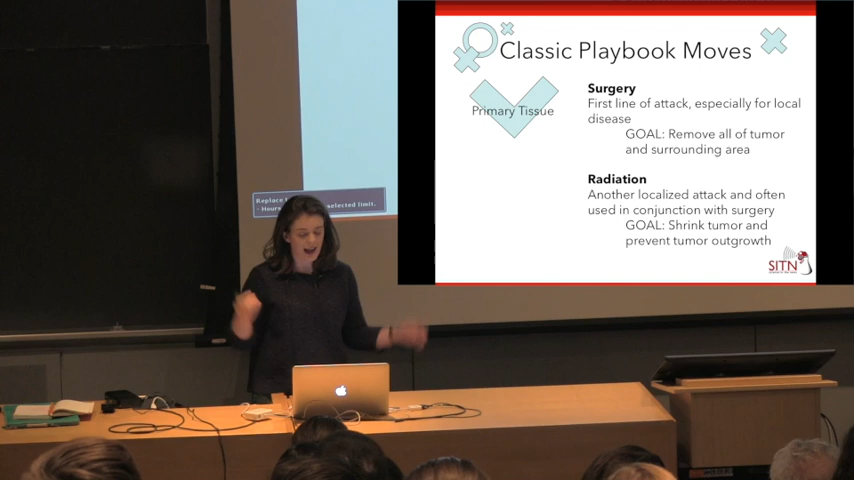 Classic Playbook Moves
Primary Tissue
Surgery
First line of attack, especially for local
disease
GOAL: Remove all of tumor
and surrounding area
Radiation
Another localized attack and often
used in conjunction with surgery
GOAL: Shrink tumor and
prevent tumor outgrowth
SITN
Replace
- Hours -selected limit.